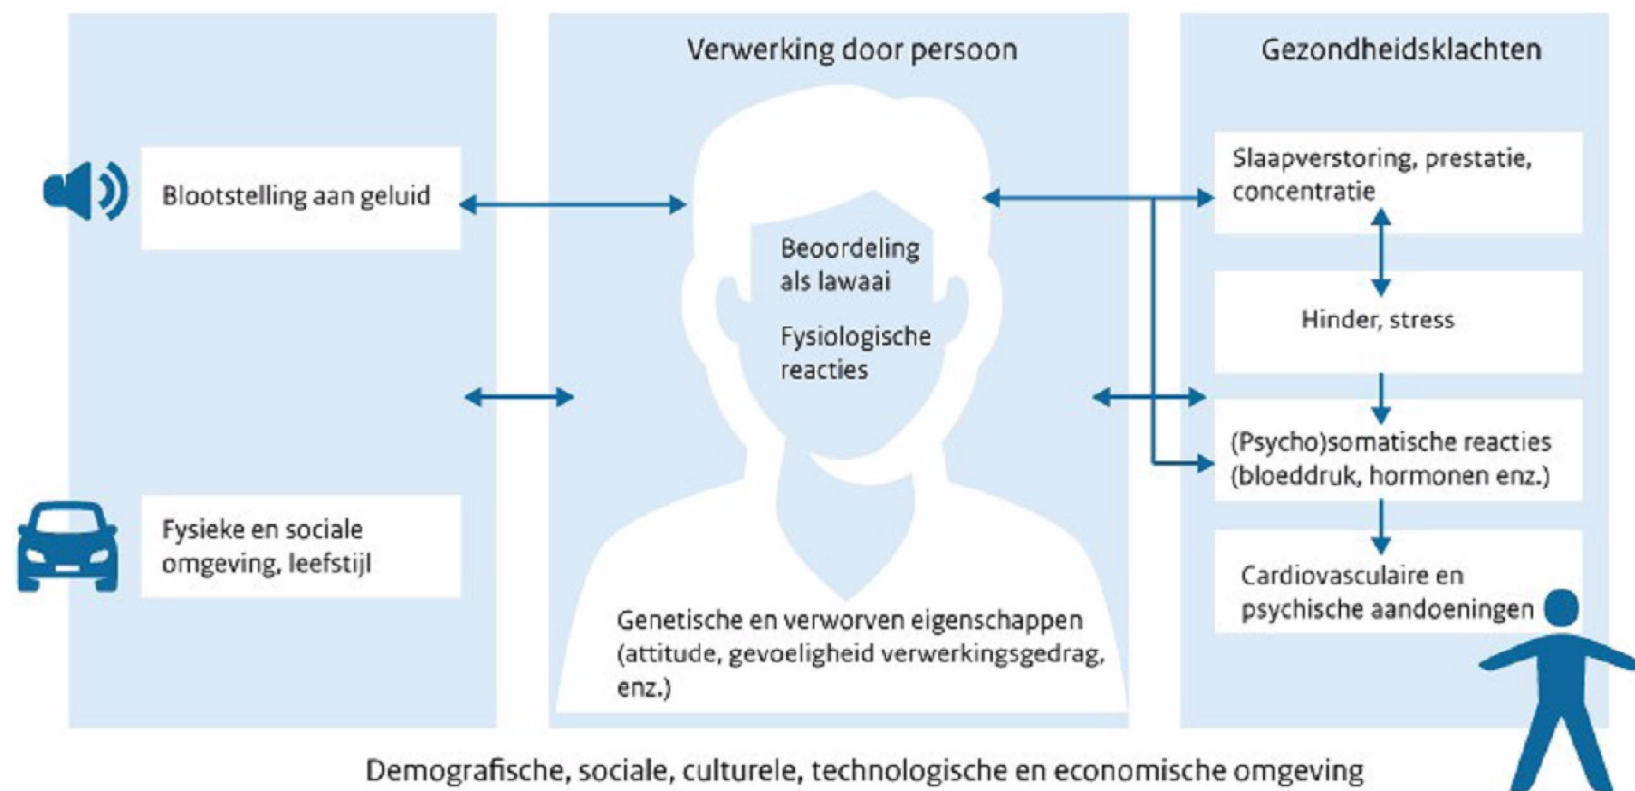 Verwerking door persoon
Gezondheidsklachten
Blootstelling aan geluid
Fysieke en sociale
omgeving, leefstijl
Beoordeling
als lawaai
Fysiologische
reacties
Genetische en verworven eigenschappen
(attitude, gevoeligheid verwerkingsgedrag,
enz.)
Slaapverstoring, prestatie,
concentratie
Hinder, stress
(Psycho)somatische reacties
(bloeddruk, hormonen enz.)
Cardiovasculaire en
psychische aandoeningen
Demografische, sociale, culturele, technologische en economische omgeving